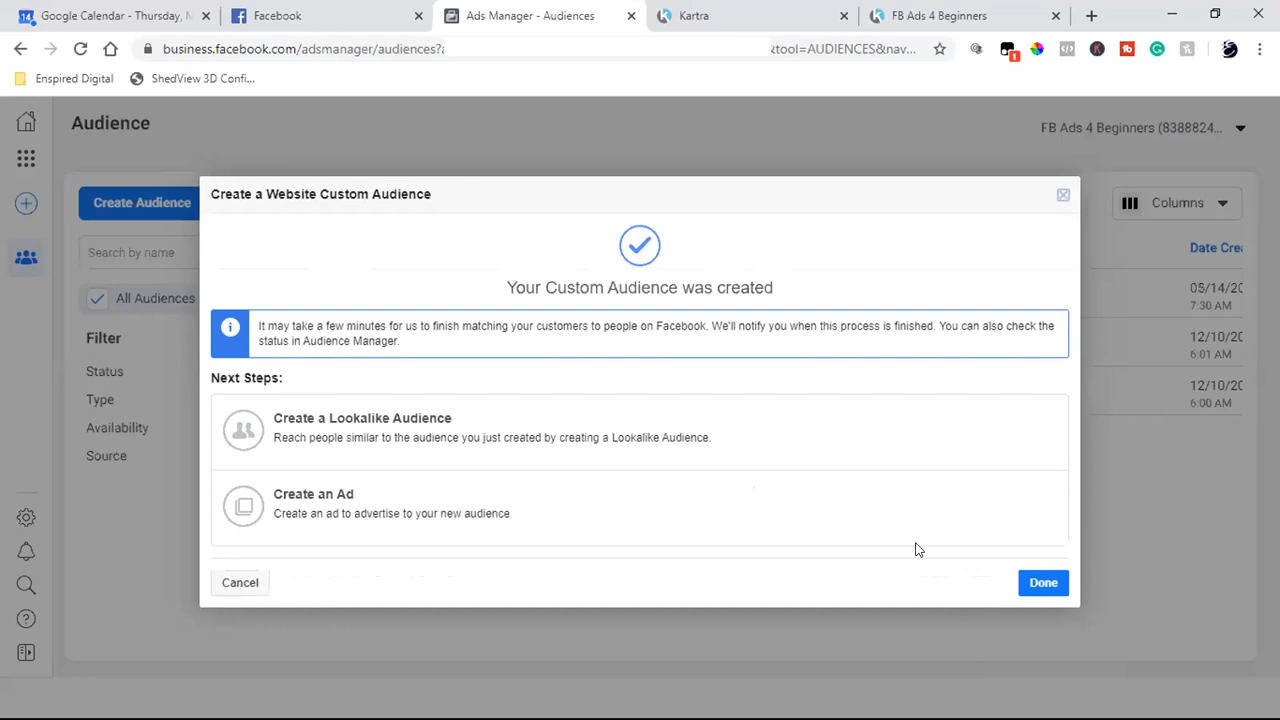 14
Google Calendar - Thursday, M
Facebook
Ads Manager - Audiences
Kartra
FB Ads 4 Beginners
business.facebook.com/adsmanager/audiences?a
ktool=AUDIENCES&nav...
1
Enspired Digital
ShedView 3D Confi...
Audience
FB Ads 4 Beginners (8388824...
Create Audience
Create a Website Custom Audience
Columns
Search by name
Your Custom Audience was created
Date Crea
All Audiences
It may take a few minutes for us to finish matching your customers to people on Facebook. We'll notify you when this process is finished. You can also check the
status in Audience Manager.
05/14/20
7:30 AM
Filter
12/10/20
6:01 AM
Status
Next Steps:
12/10/20
6:00 AM
Type
Create a Lookalike Audience
Reach people similar to the audience you just created by creating a Lookalike Audience.
Availability
Source
Create an Ad
Create an ad to advertise to your new audience.
Cancel
Done